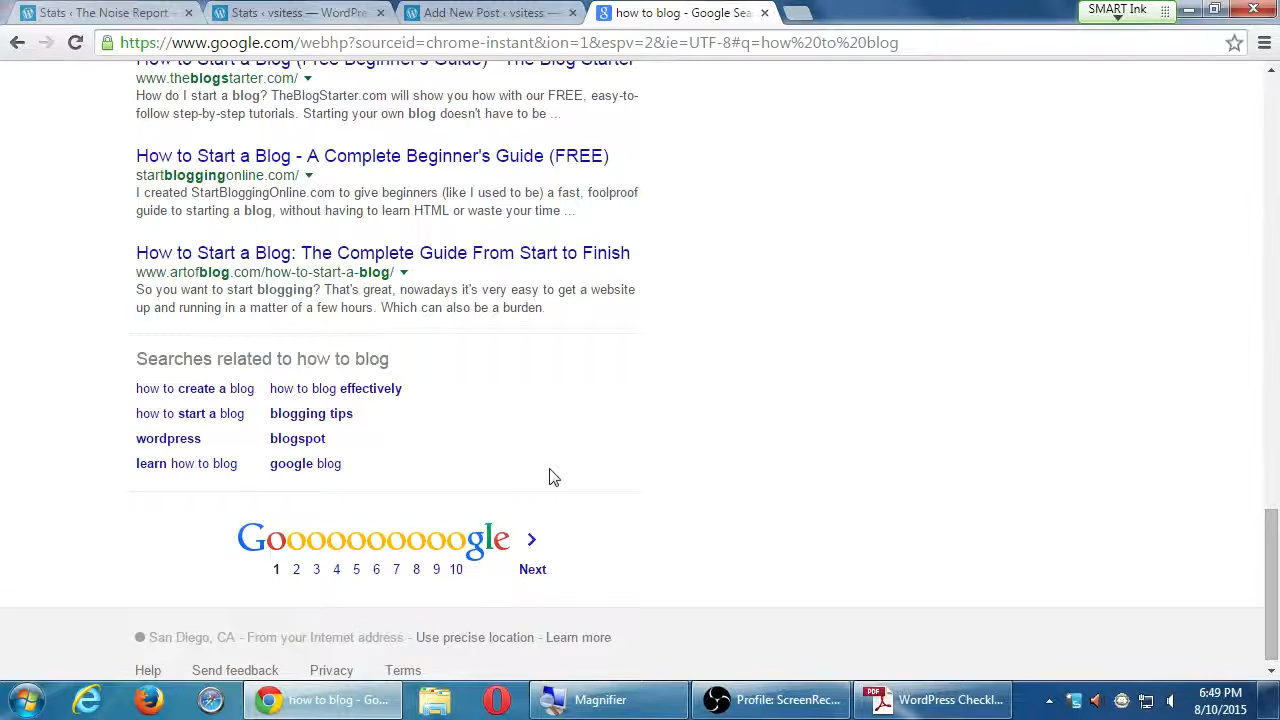 Stats ‹ The Noise Report –
Stats ‹ vsitess — WordPre
Add New Post ‹ vsitess —
how to blog - Google Sea
SMART Ink
https://www.google.com/webhp?sourceid=chrome-instant&ion=1&espv=2&ie=UTF-8#q=how%20to%20blog
How to Start a Blog (Free Beginner's Guide) - The Blog Starter
www.theblogstarter.com/
How do I start a blog? TheBlogStarter.com will show you how with our FREE, easy-to-
follow step-by-step tutorials. Starting your own blog doesn't have to be ...
How to Start a Blog - A Complete Beginner's Guide (FREE)
startbloggingonline.com/
I created StartBloggingOnline.com to give beginners (like I used to be) a fast, foolproof
guide to starting a blog, without having to learn HTML or waste your time ...
How to Start a Blog: The Complete Guide From Start to Finish
www.artofblog.com/how-to-start-a-blog/
So you want to start blogging? That's great, nowadays it's very easy to get a website
up and running in a matter of a few hours. Which can also be a burden.
Searches related to how to blog
how to create a blog how to blog effectively
how to start a blog blogging tips
wordpress blogspot
learn how to blog google blog
Goooooooooogle
1 2 3 4 5 6 7 8 9 10 Next
San Diego, CA - From your Internet address - Use precise location - Learn more
Help Send feedback Privacy Terms
how to blog - Go...
Magnifier
Profile: ScreenRec...
PDF
WordPress Checkl...
6:49 PM
8/10/2015